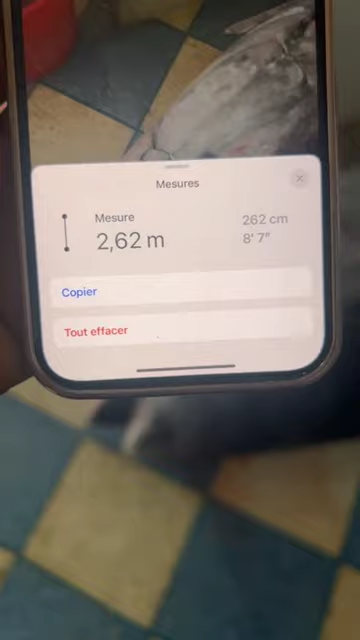 Mesures
Mesure
2,62 m
262 cm
8′ 7″
Copier
Tout effacer